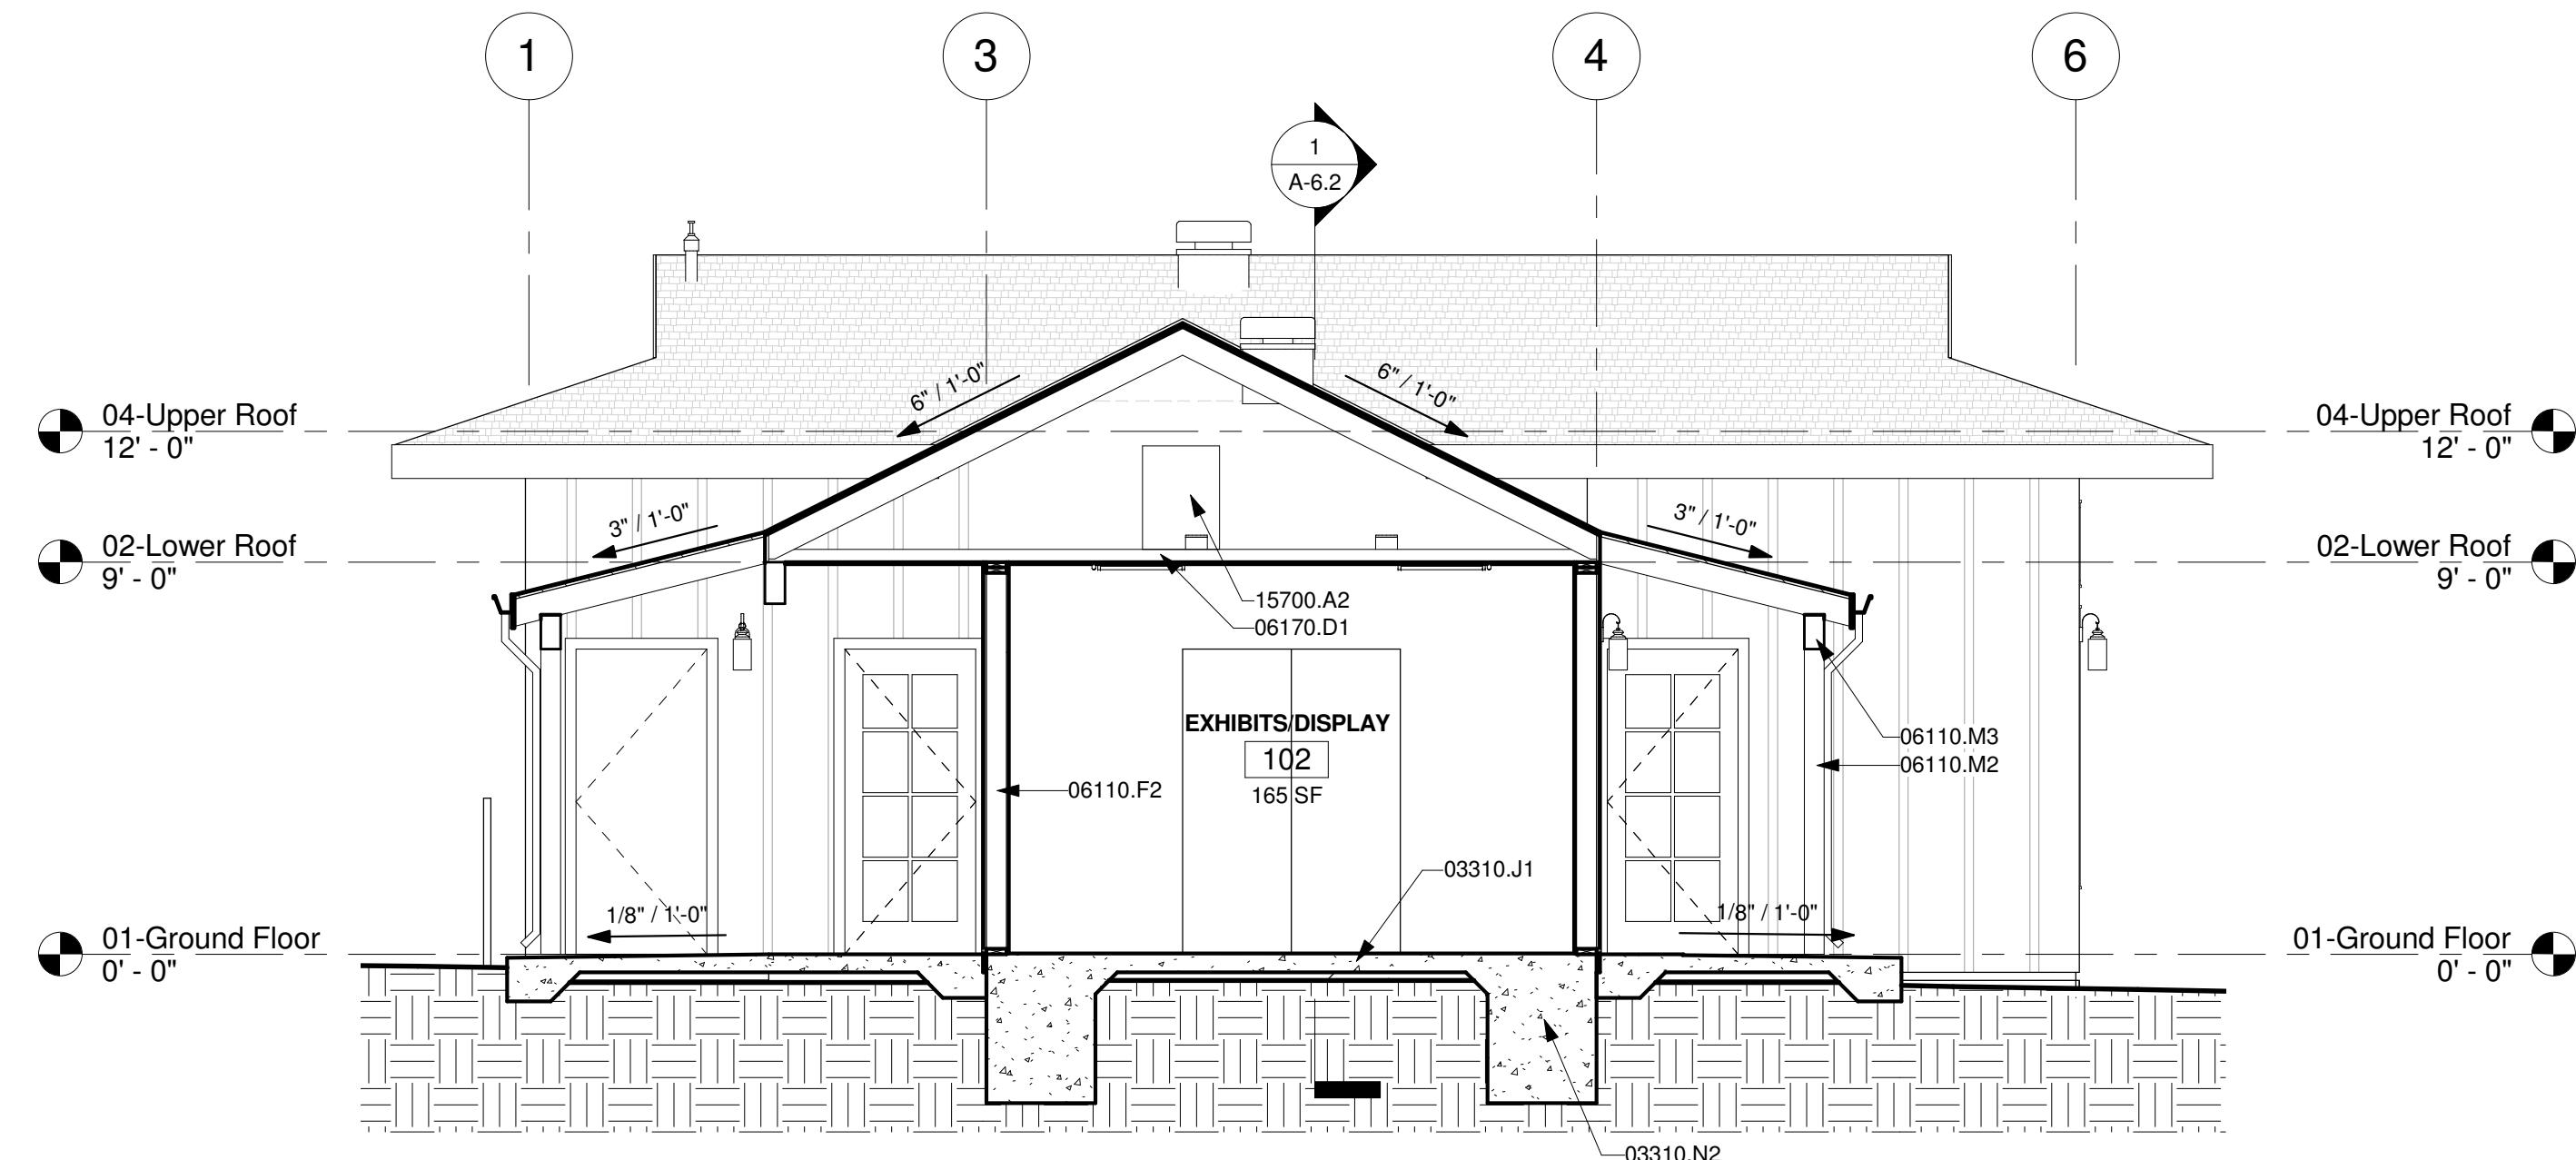 1
3
4
6
1
A-6.2
6" / 1'-0"
6" / 1'-0"
04-Upper Roof
12' - 0"
04-Upper Roof
12' - 0"
3" / 1'-0"
3" / 1'-0"
02-Lower Roof
9' - 0"
02-Lower Roof
9' - 0"
15700.A2
06170.D1
EXHIBITS/DISPLAY
102
165 SF
06110.M3
06110.M2
06110.F2
03310.J1
1/8" / 1'-0"
1/8" / 1'-0"
01-Ground Floor
0' - 0"
01-Ground Floor
0' - 0"
03310.N2